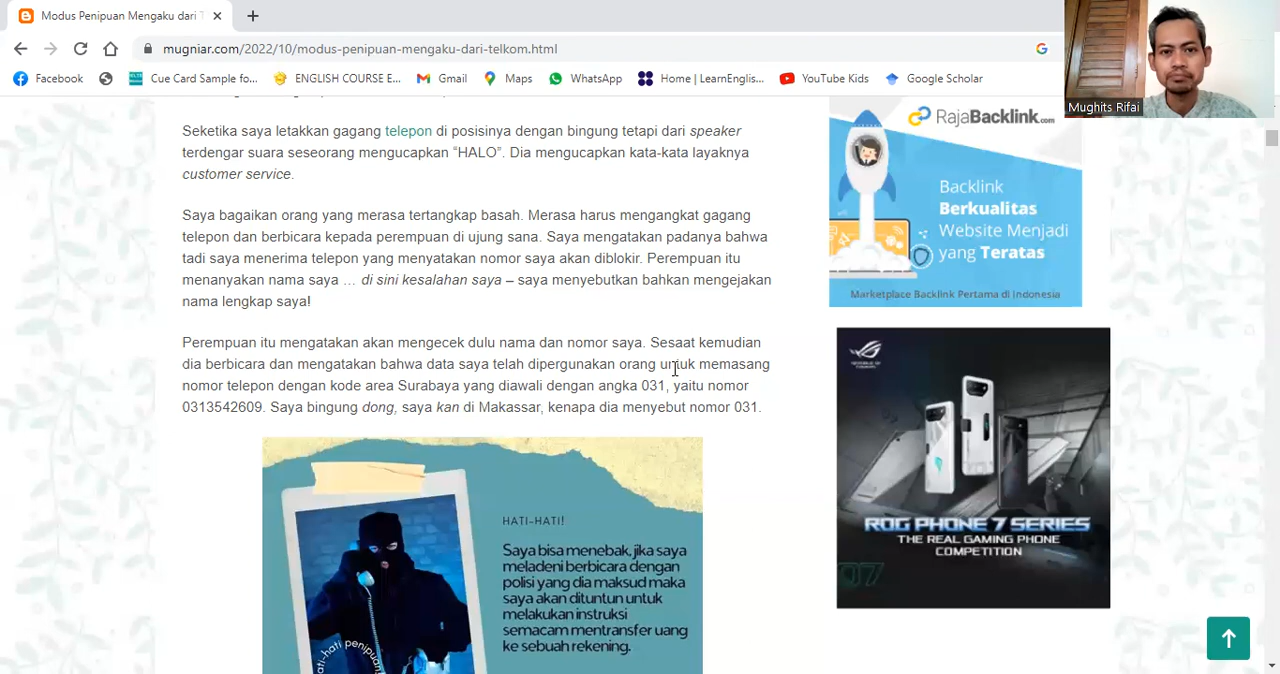 Modus Penipuan Mengaku dari T
mugniar.com/2022/10/modus-penipuan-mengaku-dari-telkom.html
Facebook
Cue Card Sample fo...
ENGLISH COURSE E...
Gmail
Maps
WhatsApp
Home | LearnEnglis...
YouTube Kids
Google Scholar
Mughits Rifai
Seketika saya letakkan gagang telepon di posisinya dengan bingung tetapi dari speaker
terdengar suara seseorang mengucapkan “HALO”. Dia mengucapkan kata-kata layaknya
customer service.
Saya bagaikan orang yang merasa tertangkap basah. Merasa harus mengangkat gagang
telepon dan berbicara kepada perempuan di ujung sana. Saya mengatakan padanya bahwa
tadi saya menerima telepon yang menyatakan nomor saya akan diblokir. Perempuan itu
menanyakan nama saya … di sini kesalahan saya – saya menyebutkan bahkan mengejakan
nama lengkap saya!
Perempuan itu mengatakan akan mengecek dulu nama dan nomor saya. Sesaat kemudian
dia berbicara dan mengatakan bahwa data saya telah dipergunakan orang untuk memasang
nomor telepon dengan kode area Surabaya yang diawali dengan angka 031, yaitu nomor
0313542609. Saya bingung dong, saya kan di Makassar, kenapa dia menyebut nomor 031.
HATI-HATI!
Saya bisa menebak, jika saya
meladeni berbicara dengan
polisi yang dia maksud maka
saya akan dituntun untuk
melakukan instruksi
semacam mentransfer uang
ke sebuah rekening.
ati-hati penipuan
RajaBacklink.com
Backlink
Berkualitas
Website Menjadi
yang Teratas
Marketplace Backlink Pertama di Indonesia
ROG PHONE 7 SERIES
THE REAL GAMING PHONE
COMPETITION
07